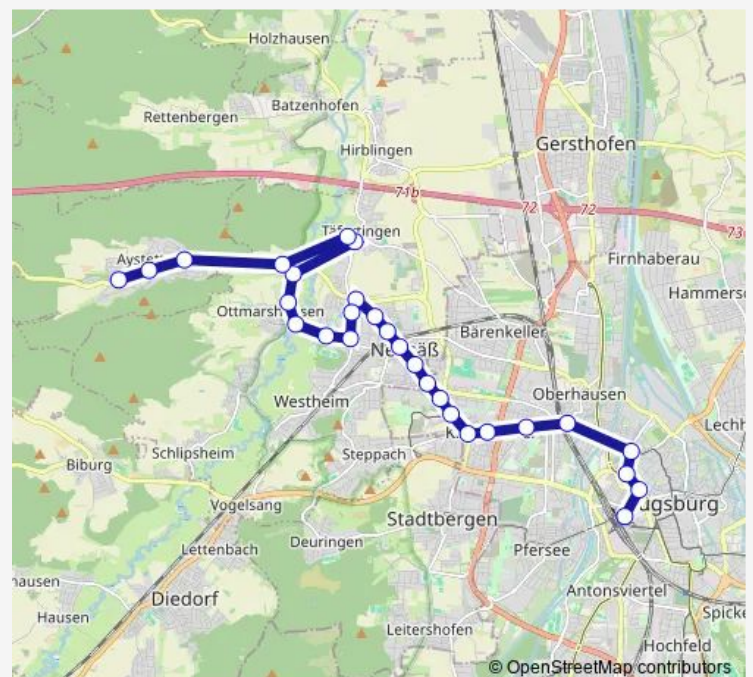 Holzhausen
Batzenhofen
Rettenbergen
Hirblingen
Gersthofen
71b
72
72
73
Firnhaberau
Ottmarshausen
Bärenkeller
Westheim
Oberhausen
Schlipsheim
Steppach
Biburg
Vogelsang
Stadtbergen
Lettenbach
Deuringen
Pfersee
Antonsviertel
Diedorf
Hausen
Leitershofen
Hochfeld
© OpenStreetMap contributors